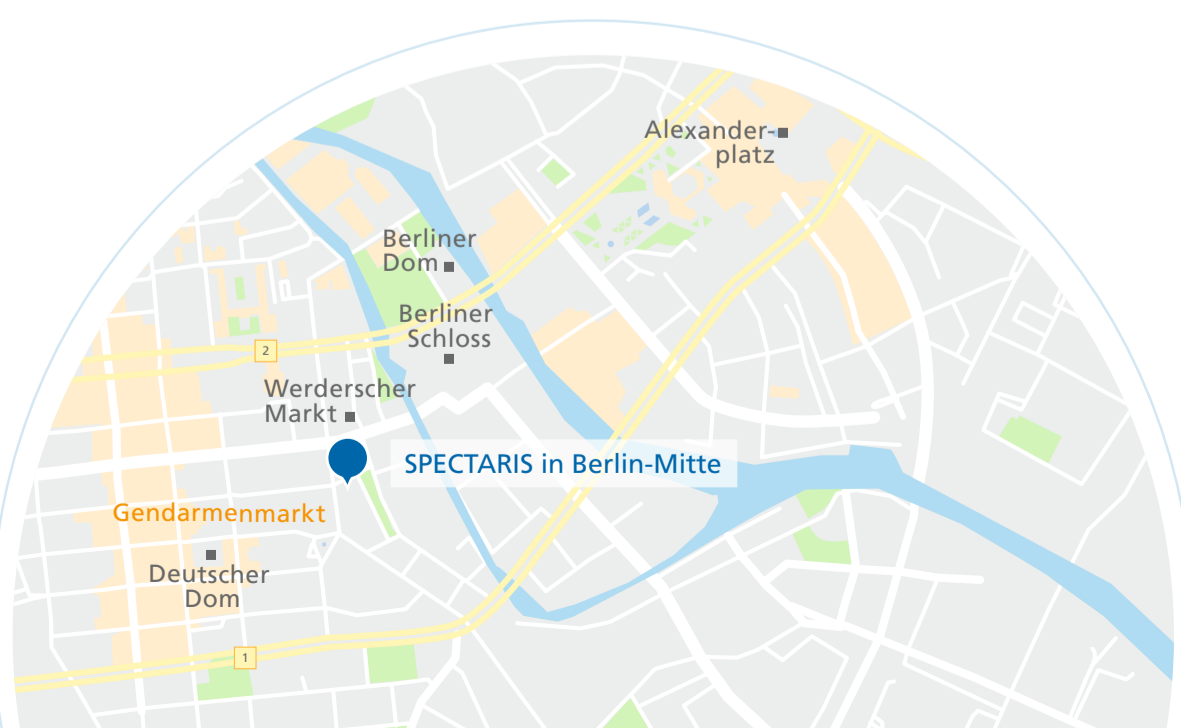 Alexander-
platz
Berliner
Dom
Berliner
Schloss
2
Werderscher
Markt
SPECTARIS in Berlin-Mitte
Gendarmenmarkt
Deutscher
Dom
1